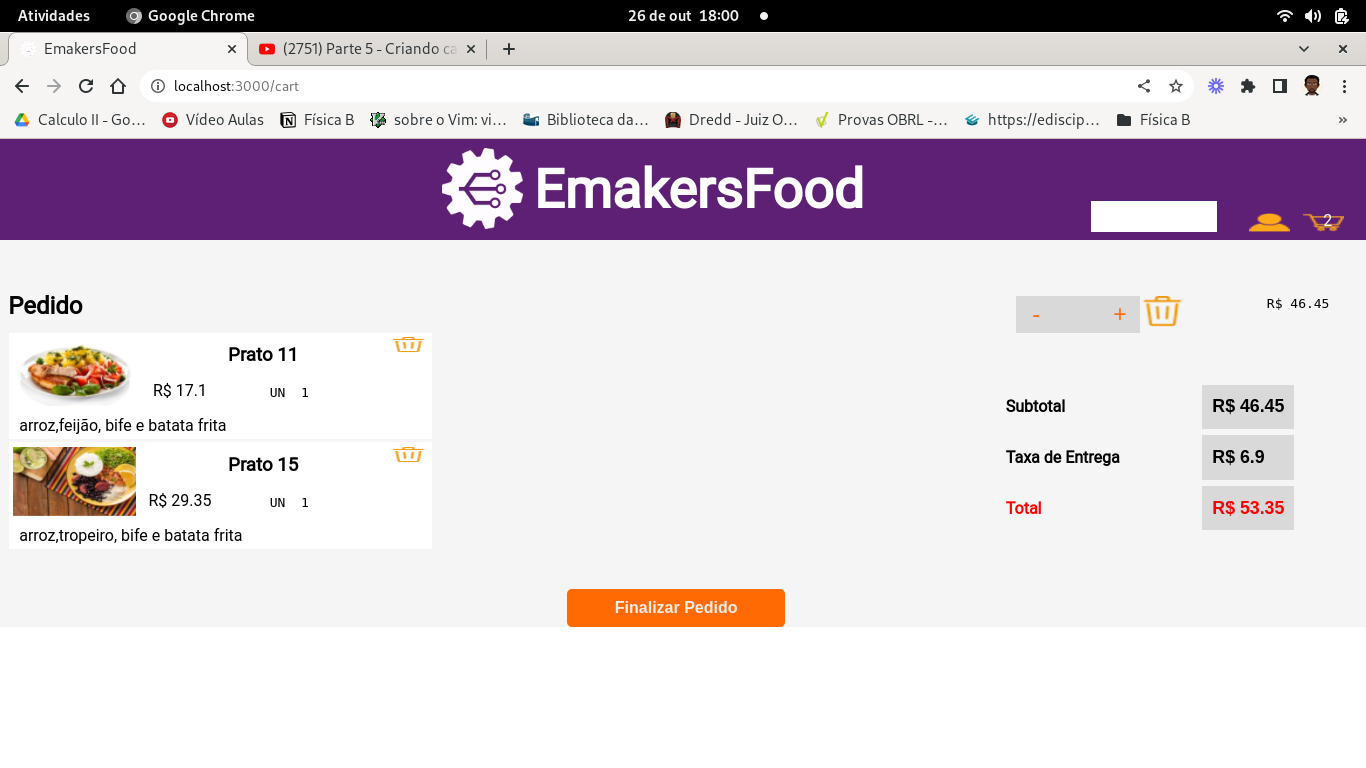 Atividades Google Chrome 26 de out 18:00
EmakersFood (2751) Parte 5 - Criando ca
localhost:3000/cart
Calculo II - Go… Vídeo Aulas Física B sobre o Vim: vi… Biblioteca da… Dredd - Juiz O… Provas OBRL -… https://ediscip… Física B »
EmakersFood
2
Pedido
- +
R$ 46.45
Prato 11
R$ 17.1 UN 1
arroz,feijão, bife e batata frita
Prato 15
R$ 29.35 UN 1
arroz,tropeiro, bife e batata frita
Subtotal R$ 46.45
Taxa de Entrega R$ 6.9
Total R$ 53.35
Finalizar Pedido